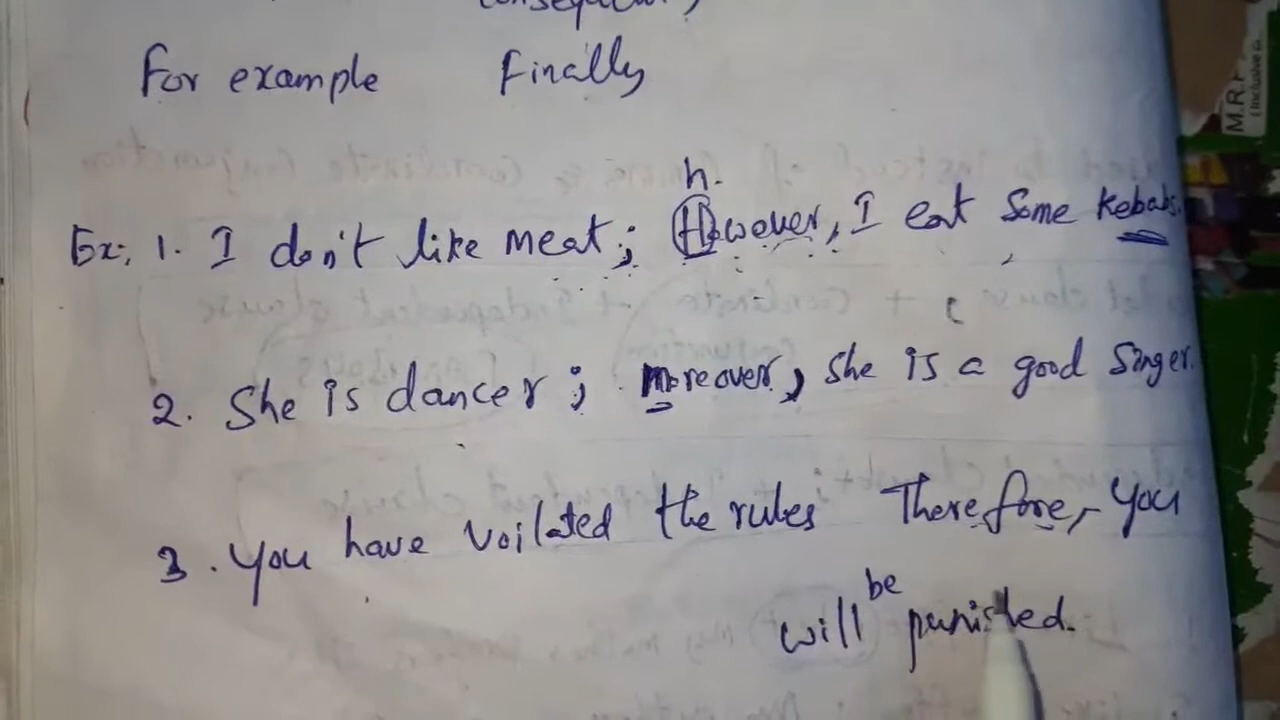 For example Finally
h.
Ex; 1. I don't like meat; However, I eat some kebabs.
2. She is dancer; moreover, she is a good singer.
3. You have voilated the rules Therefore, you
will be punished.
M.R.P.
(Inclusive o